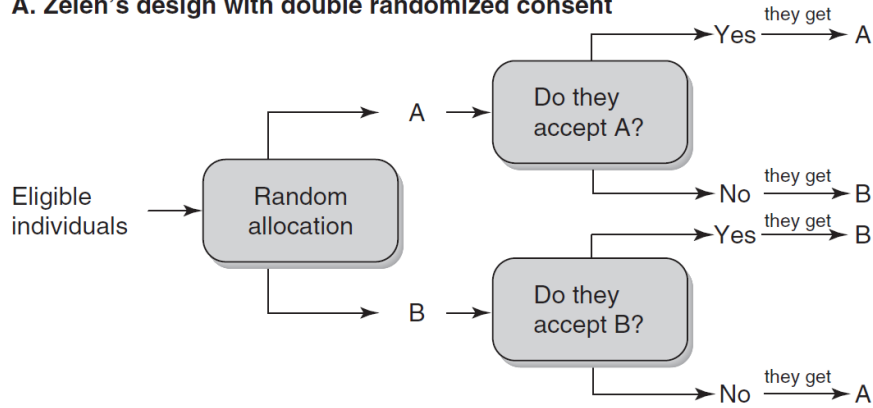 A. Zelen's design with double randomized consent
they get
Yes
A
Do they
accept A?
A
they get
No
B
Eligible
individuals
Random
allocation
they get
Yes
B
Do they
accept B?
B
they get
No
A